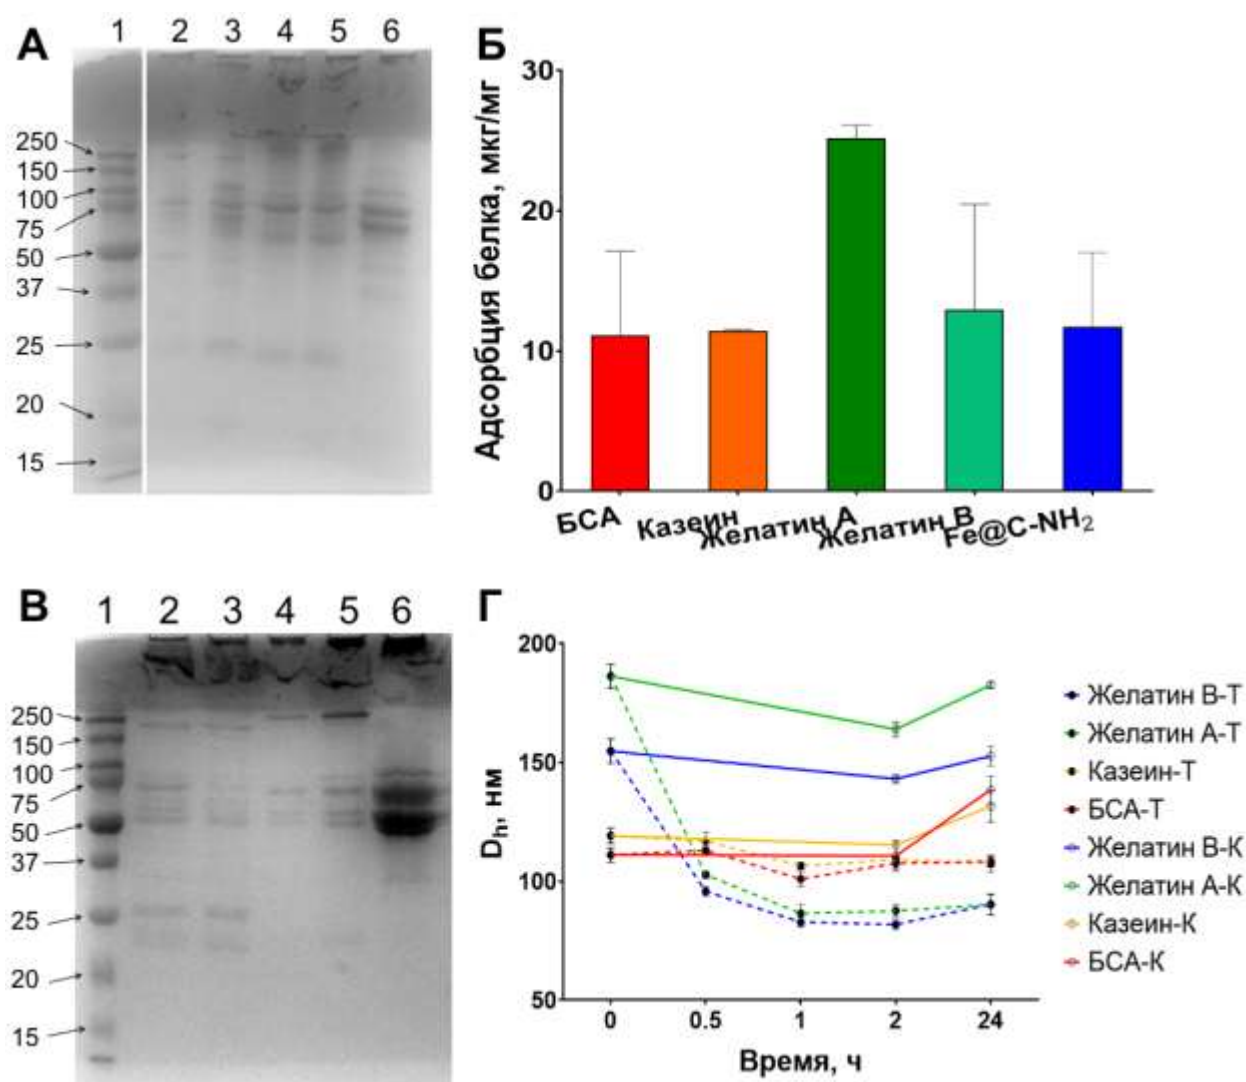 А
1 2 3 4 5 6
250
150
100
75
50
37
25
20
15
Б
Адсорбция белка, мкг/мг
30
20
10
0
БСА
Казеин
Желатин А
Желатин В
Fe@C-NH₂
В
1 2 3 4 5 6
250
150
100
75
50
37
25
20
15
Г
Dₕ, нм
200
150
100
50
0 0.5 1 2 24
Время, ч
Желатин В-Т
Желатин А-Т
Казеин-Т
БСА-Т
Желатин В-К
Желатин А-К
Казеин-К
БСА-К